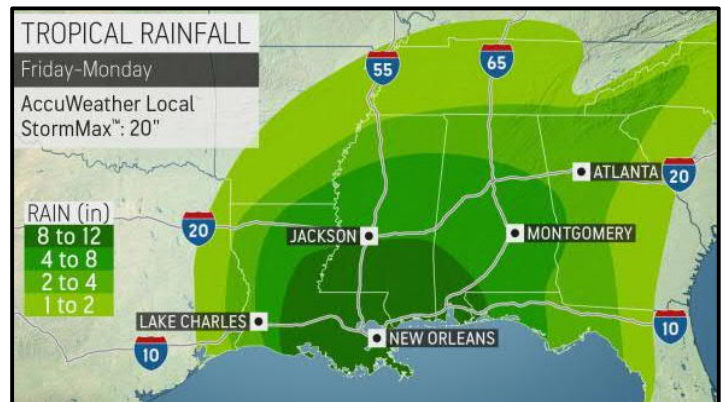 TROPICAL RAINFALL
Friday-Monday
AccuWeather Local
StormMax™: 20"
55
65
ATLANTA
20
RAIN (in)
8 to 12
4 to 8
2 to 4
1 to 2
20
JACKSON
MONTGOMERY
LAKE CHARLES
NEW ORLEANS
10
10